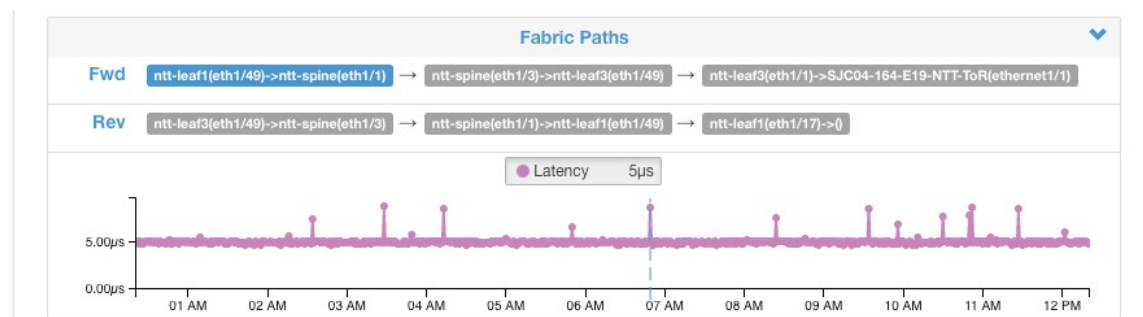 Fabric Paths
Fwd ntt-leaf1(eth1/49)->ntt-spine(eth1/1) → ntt-spine(eth1/3)->ntt-leaf3(eth1/49) → ntt-leaf3(eth1/1)->SJC04-164-E19-NTT-ToR(ethernet1/1)
Rev ntt-leaf3(eth1/49)->ntt-spine(eth1/3) → ntt-spine(eth1/1)->ntt-leaf1(eth1/49) → ntt-leaf1(eth1/17)->()
Latency 5µs
5.00µs
0.00µs
01 AM 02 AM 03 AM 04 AM 05 AM 06 AM 07 AM 08 AM 09 AM 10 AM 11 AM 12 PM